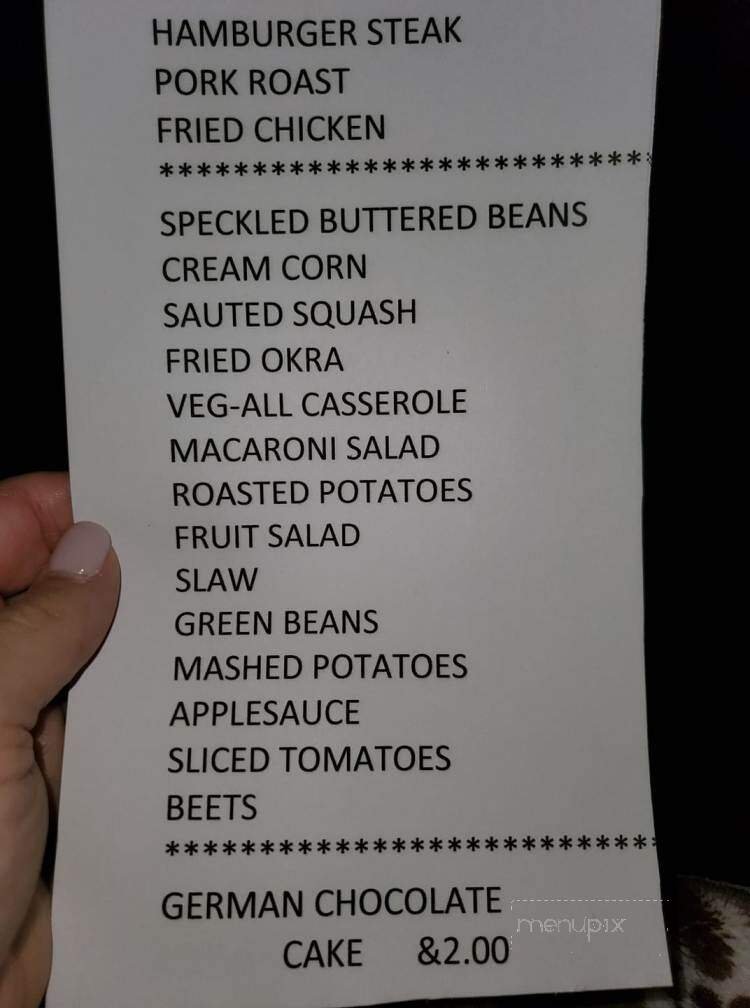 HAMBURGER STEAK
PORK ROAST
FRIED CHICKEN
***************************
SPECKLED BUTTERED BEANS
CREAM CORN
SAUTED SQUASH
FRIED OKRA
VEG-ALL CASSEROLE
MACARONI SALAD
ROASTED POTATOES
FRUIT SALAD
SLAW
GREEN BEANS
MASHED POTATOES
APPLESAUCE
SLICED TOMATOES
BEETS
***************************
GERMAN CHOCOLATE
CAKE &2.00
menupix